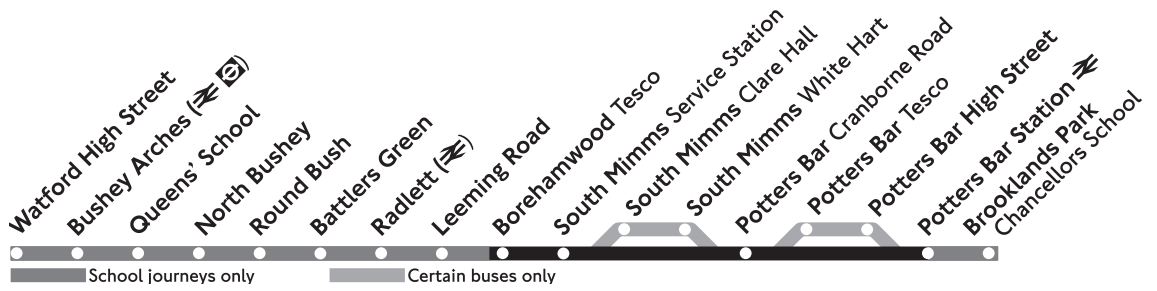 Watford High Street
Bushey Arches ( )
Queens' School
North Bushey
Round Bush
Battlers Green
Radlett ( )
Leeming Road
Borehamwood Tesco
South Mimms Service Station
South Mimms Clare Hall
South Mimms White Hart
Potters Bar Cranborne Road
Potters Bar Tesco
Potters Bar High Street
Potters Bar Station
Brooklands Park
Chancellors School
School journeys only
Certain buses only